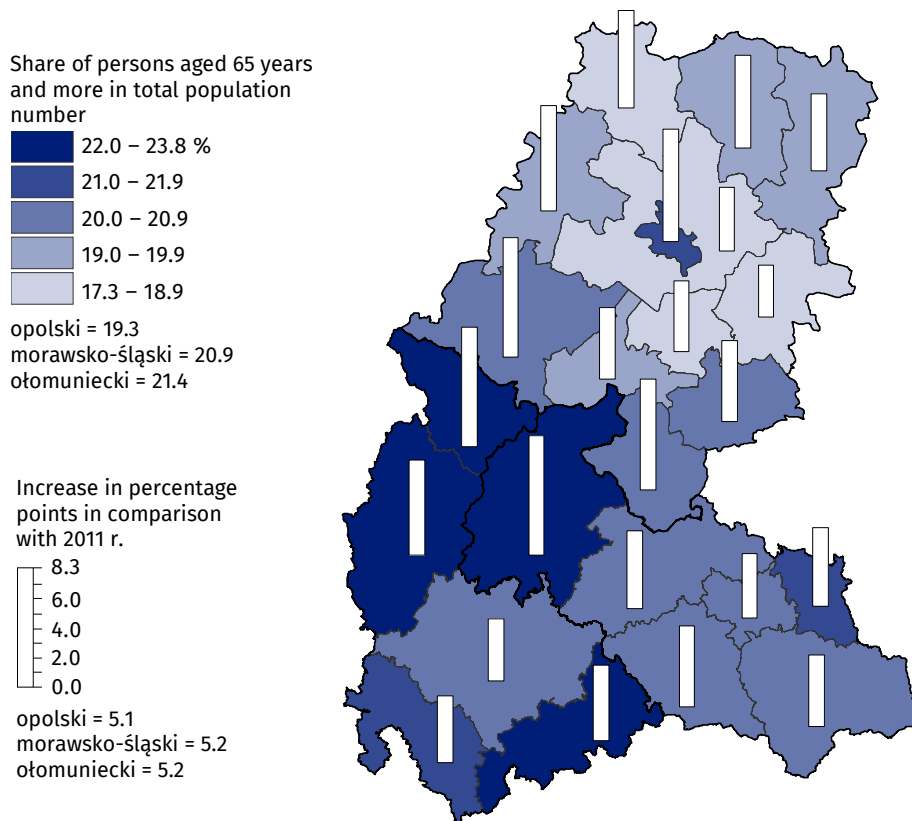 Share of persons aged 65 years
and more in total population
number
22.0 – 23.8 %
21.0 – 21.9
20.0 – 20.9
19.0 – 19.9
17.3 – 18.9
opolski = 19.3
morawsko-śląski = 20.9
ołomuniecki = 21.4
Increase in percentage
points in comparison
with 2011 r.
8.3
6.0
4.0
2.0
0.0
opolski = 5.1
morawsko-śląski = 5.2
ołomuniecki = 5.2